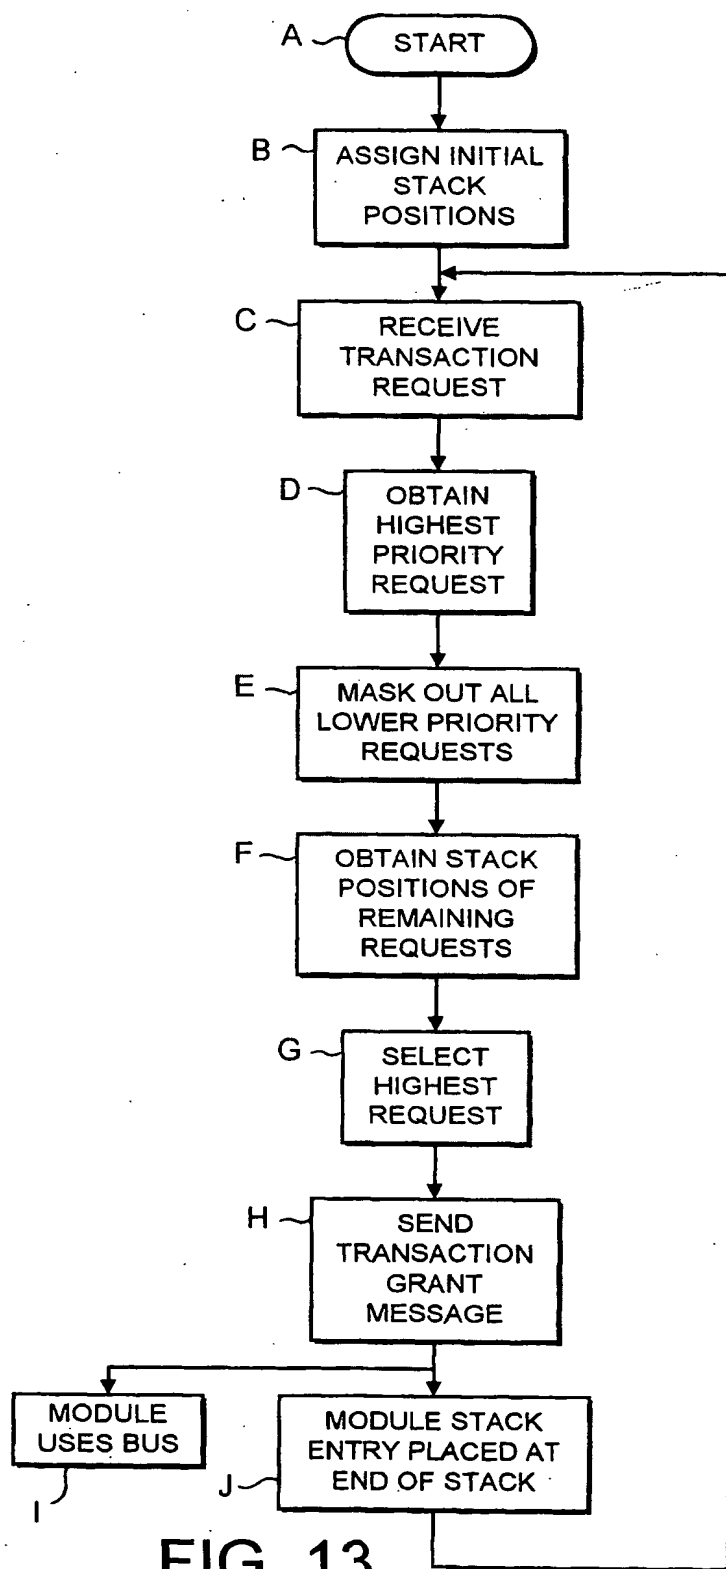 A
START
B
ASSIGN INITIAL
STACK
POSITIONS
C
RECEIVE
TRANSACTION
REQUEST
D
OBTAIN
HIGHEST
PRIORITY
REQUEST
E
MASK OUT ALL
LOWER PRIORITY
REQUESTS
F
OBTAIN STACK
POSITIONS OF
REMAINING
REQUESTS
G
SELECT
HIGHEST
REQUEST
H
SEND
TRANSACTION
GRANT
MESSAGE
MODULE
USES BUS
I
MODULE STACK
ENTRY PLACED AT
END OF STACK
J
FIG. 13